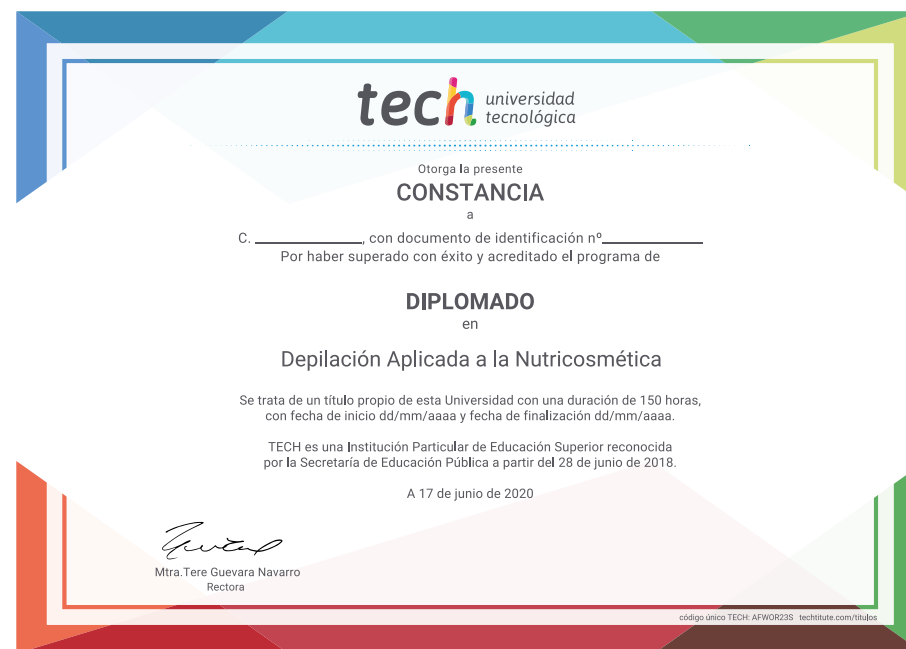 tech universidad
tecnológica
Otorga la presente
CONSTANCIA
a
C. ____________, con documento de identificación nº____________
Por haber superado con éxito y acreditado el programa de
DIPLOMADO
en
Depilación Aplicada a la Nutricosmética
Se trata de un título propio de esta Universidad con una duración de 150 horas,
con fecha de inicio dd/mm/aaaa y fecha de finalización dd/mm/aaaa.
TECH es una Institución Particular de Educación Superior reconocida
por la Secretaría de Educación Pública a partir del 28 de junio de 2018.
A 17 de junio de 2020
Mtra.Tere Guevara Navarro
Rectora
código único TECH: AFWOR23S techtitute.com/titulos